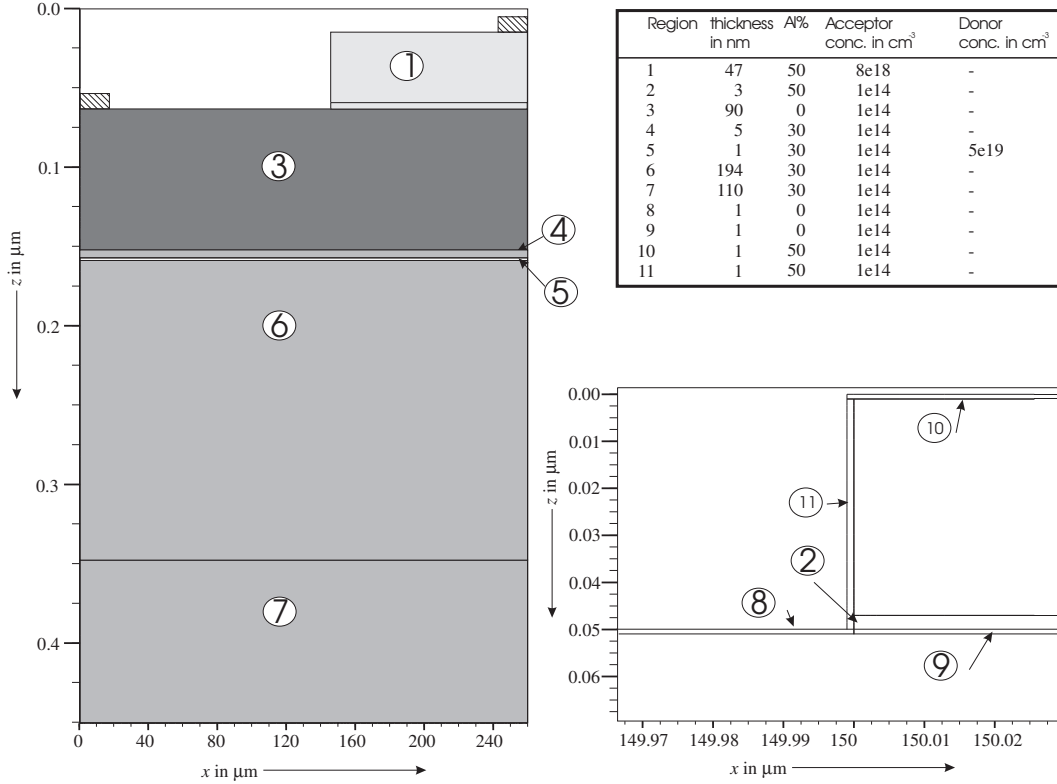 0.0
0.1
0.2
0.3
0.4
z in µm
1
3
4
5
6
7
0 40 80 120 160 200 240
x in µm
Region thickness in nm Al% Acceptor conc. in cm⁻³ Donor conc. in cm⁻³
1 47 50 8e18 -
2 3 50 1e14 -
3 90 0 1e14 -
4 5 30 1e14 -
5 1 30 1e14 5e19
6 194 30 1e14 -
7 110 30 1e14 -
8 1 0 1e14 -
9 1 0 1e14 -
10 1 50 1e14 -
11 1 50 1e14 -
0.00
0.01
0.02
0.03
0.04
0.05
0.06
z in µm
10
11
2
8
9
149.97 149.98 149.99 150 150.01 150.02
x in µm